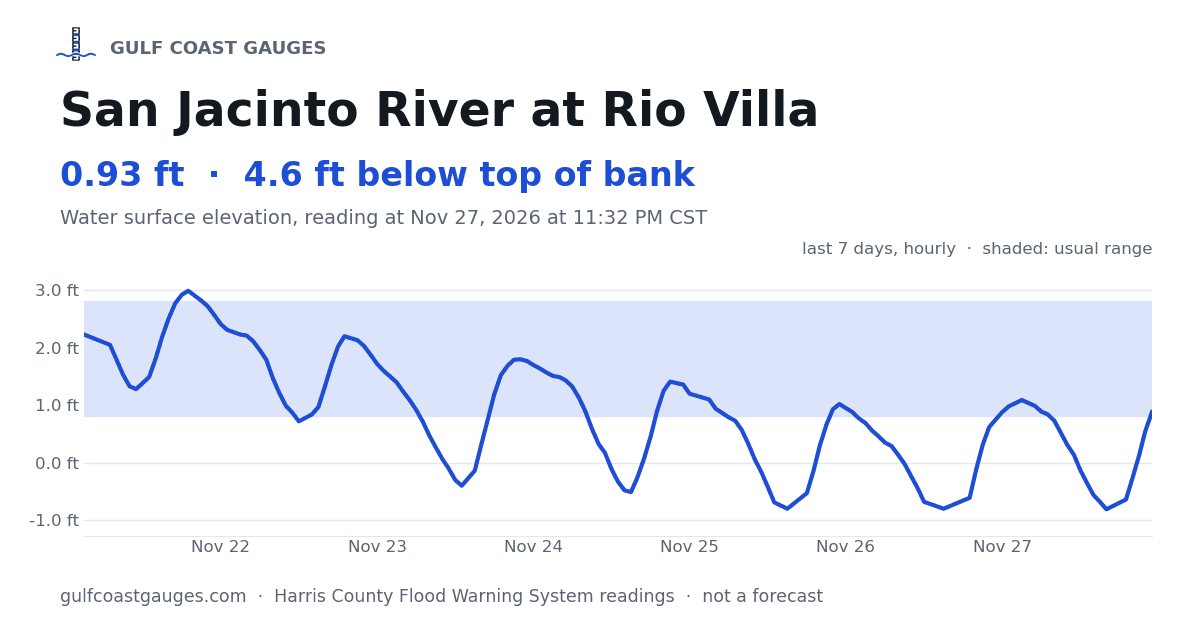 GULF COAST GAUGES
San Jacinto River at Rio Villa
0.93 ft · 4.6 ft below top of bank
Water surface elevation, reading at Nov 27, 2026 at 11:32 PM CST
last 7 days, hourly · shaded: usual range
3.0 ft
2.0 ft
1.0 ft
0.0 ft
-1.0 ft
Nov 22 Nov 23 Nov 24 Nov 25 Nov 26 Nov 27
gulfcoastgauges.com · Harris County Flood Warning System readings · not a forecast